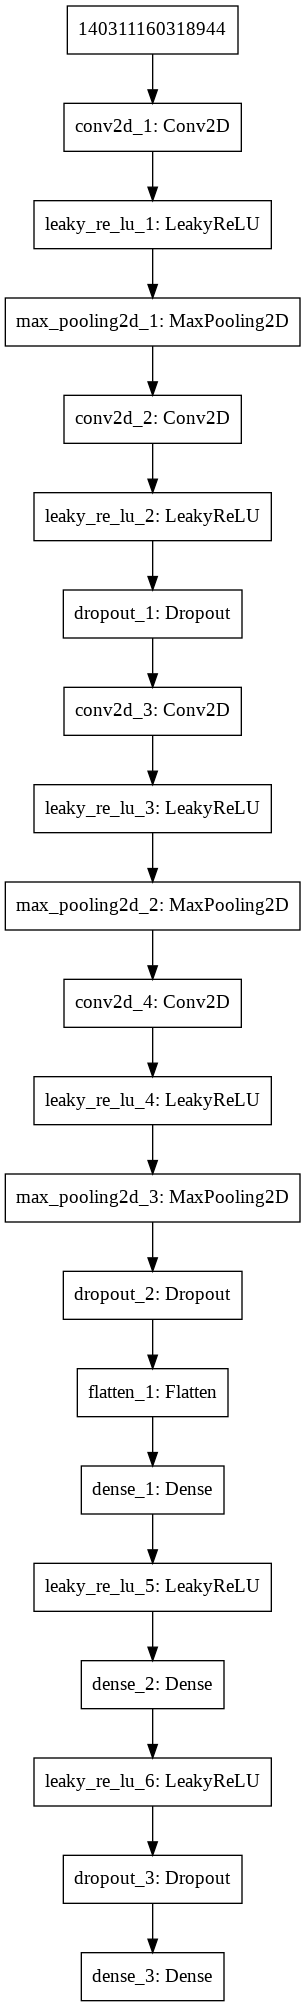 140311160318944
conv2d_1: Conv2D
leaky_re_lu_1: LeakyReLU
max_pooling2d_1: MaxPooling2D
conv2d_2: Conv2D
leaky_re_lu_2: LeakyReLU
dropout_1: Dropout
conv2d_3: Conv2D
leaky_re_lu_3: LeakyReLU
max_pooling2d_2: MaxPooling2D
conv2d_4: Conv2D
leaky_re_lu_4: LeakyReLU
max_pooling2d_3: MaxPooling2D
dropout_2: Dropout
flatten_1: Flatten
dense_1: Dense
leaky_re_lu_5: LeakyReLU
dense_2: Dense
leaky_re_lu_6: LeakyReLU
dropout_3: Dropout
dense_3: Dense